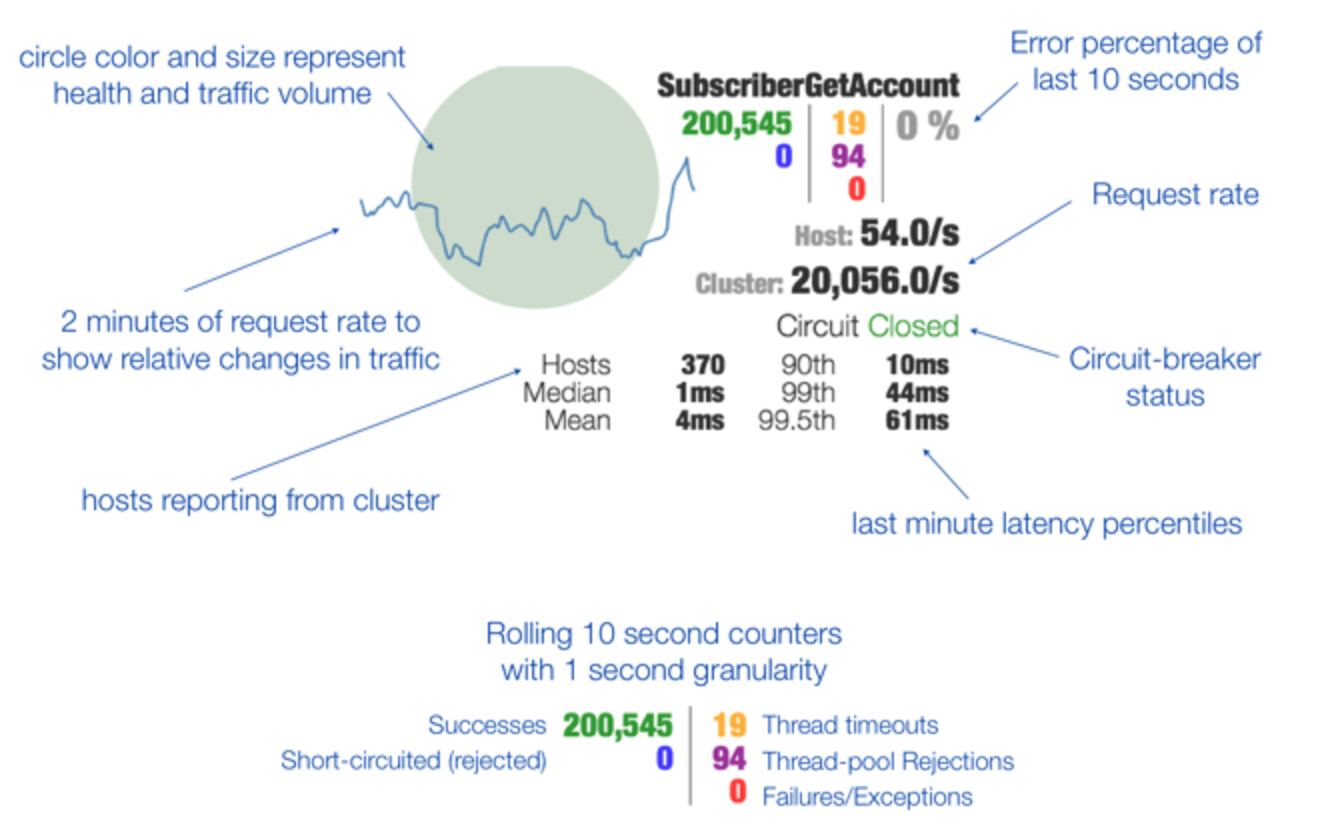 circle color and size represent
health and traffic volume
Error percentage of
last 10 seconds
SubscriberGetAccount
200,545 19 0 %
0 94
0
Request rate
Host: 54.0/s
Cluster: 20,056.0/s
2 minutes of request rate to
show relative changes in traffic
Circuit Closed
Circuit-breaker
status
Hosts 370 90th 10ms
Median 1ms 99th 44ms
Mean 4ms 99.5th 61ms
hosts reporting from cluster
last minute latency percentiles
Rolling 10 second counters
with 1 second granularity
Successes 200,545 19 Thread timeouts
Short-circuited (rejected) 0 94 Thread-pool Rejections
0 Failures/Exceptions